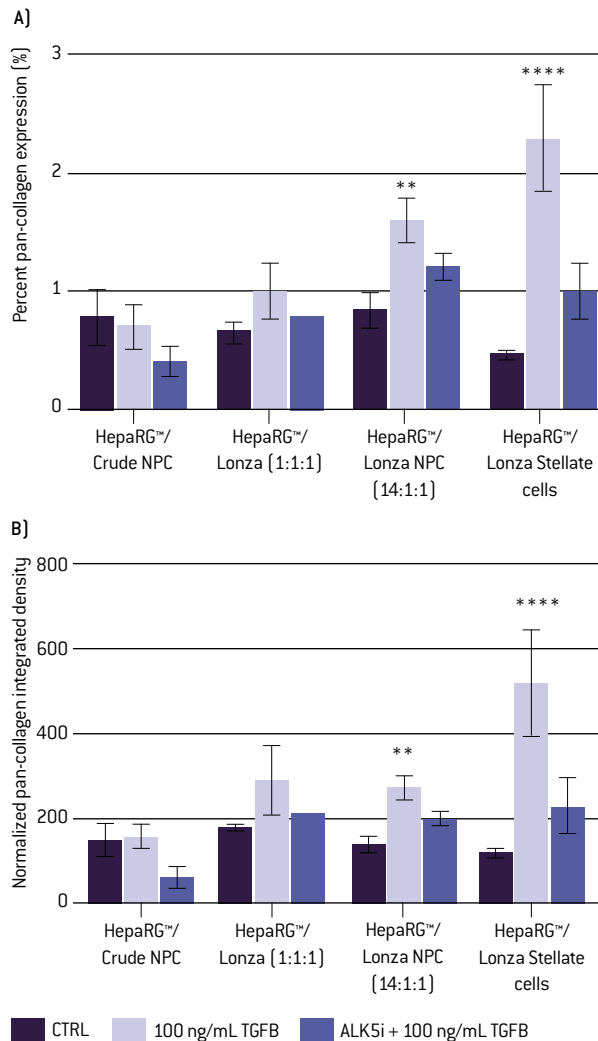 A)
Percent pan-collagen expression (%)
3
2
1
0
**
****
HepaRG™/
Crude NPC
HepaRG™/
Lonza (1:1:1)
HepaRG™/
Lonza NPC
(14:1:1)
HepaRG™/
Lonza Stellate
cells
B)
Normalized pan-collagen integrated density
800
600
400
200
0
**
****
HepaRG™/
Crude NPC
HepaRG™/
Lonza (1:1:1)
HepaRG™/
Lonza NPC
(14:1:1)
HepaRG™/
Lonza Stellate
cells
CTRL
100 ng/mL TGFB
ALK5i + 100 ng/mL TGFB